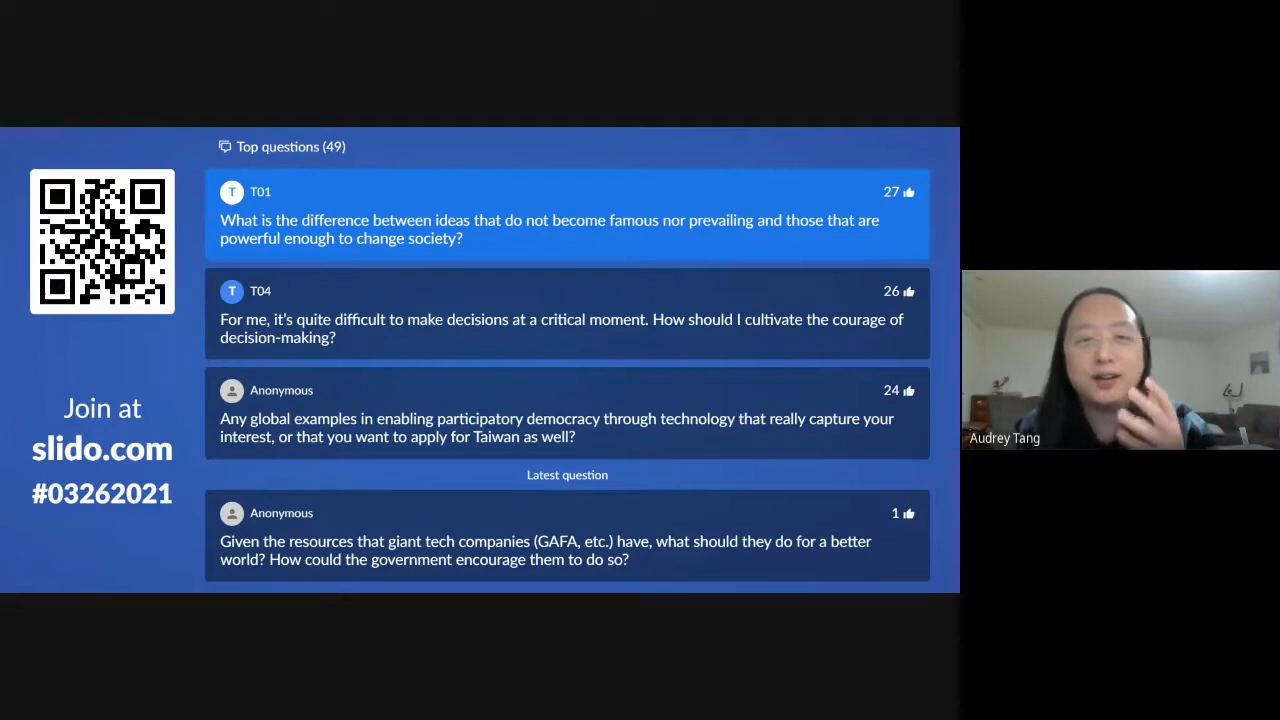 Top questions (49)
T T01
27
What is the difference between ideas that do not become famous nor prevailing and those that are
powerful enough to change society?
T T04
26
For me, it's quite difficult to make decisions at a critical moment. How should I cultivate the courage of
decision-making?
Anonymous
24
Any global examples in enabling participatory democracy through technology that really capture your
interest, or that you want to apply for Taiwan as well?
Latest question
Anonymous
1
Given the resources that giant tech companies (GAFA, etc.) have, what should they do for a better
world? How could the government encourage them to do so?
Join at
slido.com
#03262021
Audrey Tang